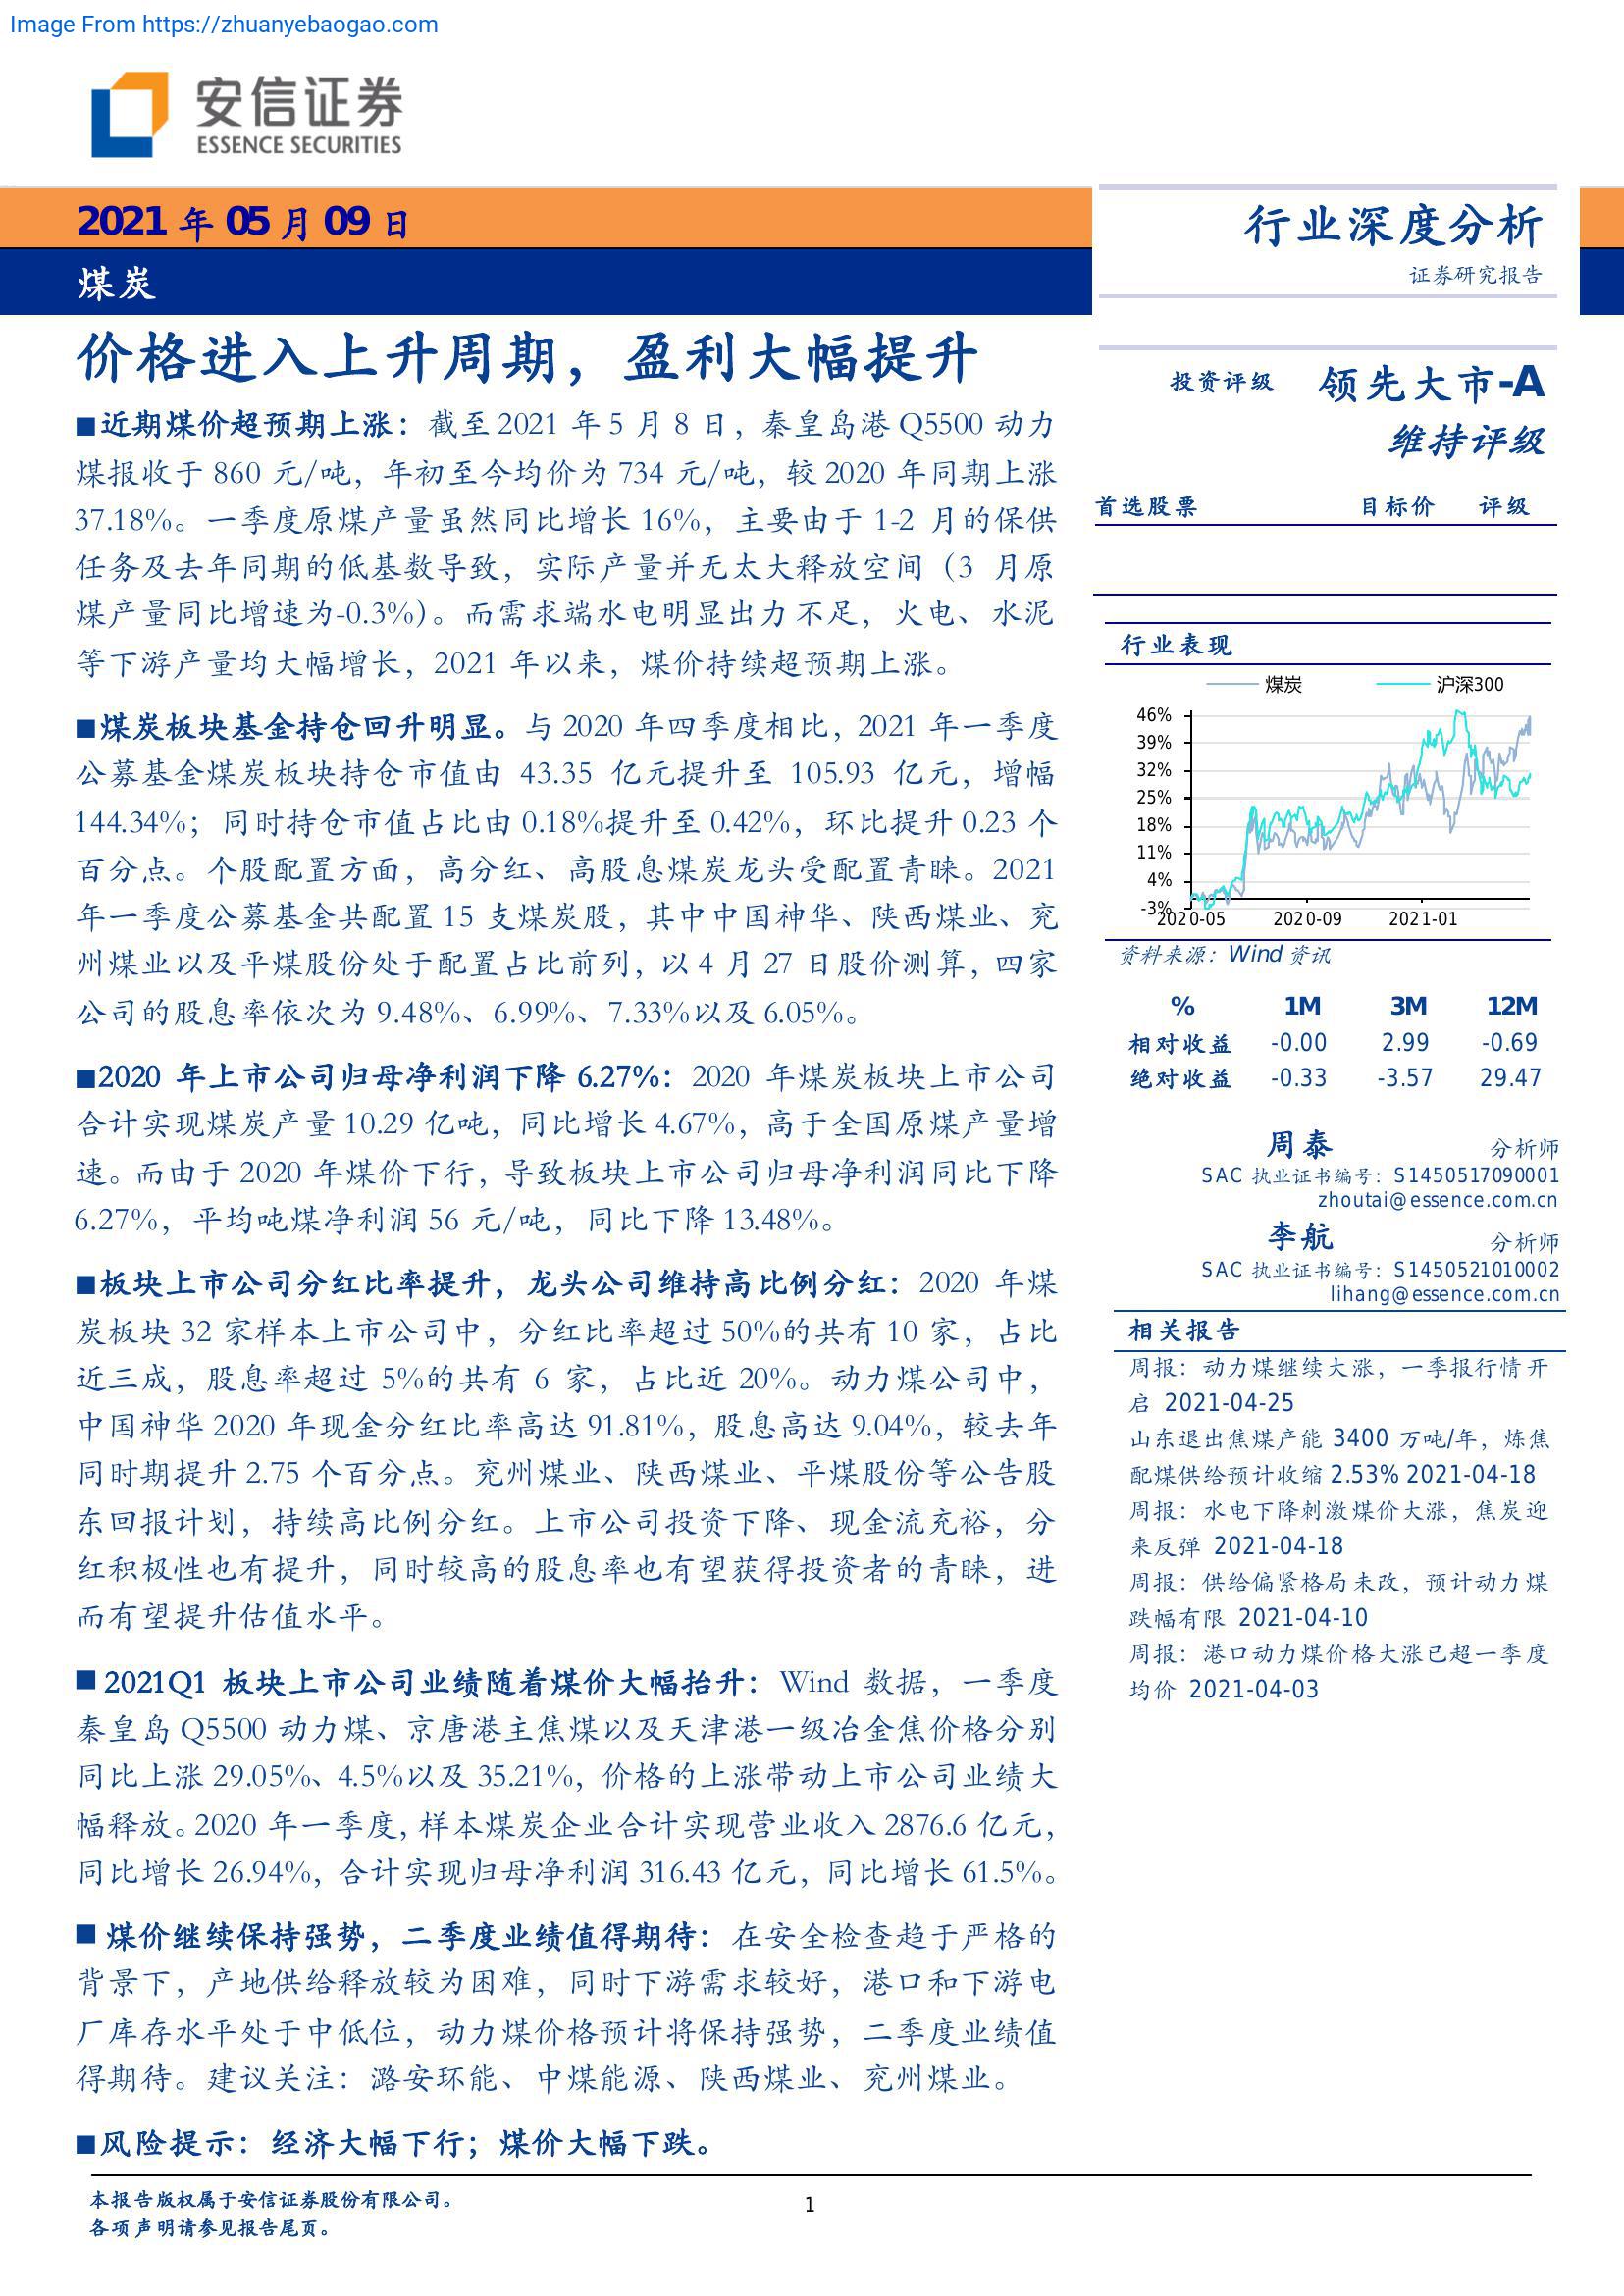 Image From https://zhuanyebaogao.com
安信证券
ESSENCE SECURITIES
2021 年 05 月 09 日
煤炭
价格进入上升周期，盈利大幅提升
■近期煤价超预期上涨：截至 2021 年 5 月 8 日，秦皇岛港 Q5500 动力
煤报收于 860 元/吨，年初至今均价为 734 元/吨，较 2020 年同期上涨
37.18%。一季度原煤产量虽然同比增长 16%，主要由于 1-2 月的保供
任务及去年同期的低基数导致，实际产量并无太大释放空间（3 月原
煤产量同比增速为-0.3%）。而需求端水电明显出力不足，火电、水泥
等下游产量均大幅增长，2021 年以来，煤价持续超预期上涨。
■煤炭板块基金持仓回升明显。与 2020 年四季度相比，2021 年一季度
公募基金煤炭板块持仓市值由 43.35 亿元提升至 105.93 亿元，增幅
144.34%；同时持仓市值占比由 0.18%提升至 0.42%，环比提升 0.23 个
百分点。个股配置方面，高分红、高股息煤炭龙头受配置青睐。2021
年一季度公募基金共配置 15 支煤炭股，其中中国神华、陕西煤业、兖
州煤业以及平煤股份处于配置占比前列，以 4 月 27 日股价测算，四家
公司的股息率依次为 9.48%、6.99%、7.33%以及 6.05%。
■2020 年上市公司归母净利润下降 6.27%：2020 年煤炭板块上市公司
合计实现煤炭产量 10.29 亿吨，同比增长 4.67%，高于全国原煤产量增
速。而由于 2020 年煤价下行，导致板块上市公司归母净利润同比下降
6.27%，平均吨煤净利润 56 元/吨，同比下降 13.48%。
■板块上市公司分红比率提升，龙头公司维持高比例分红：2020 年煤
炭板块 32 家样本上市公司中，分红比率超过 50%的共有 10 家，占比
近三成，股息率超过 5%的共有 6 家，占比近 20%。动力煤公司中，
中国神华 2020 年现金分红比率高达 91.81%，股息高达 9.04%，较去年
同时期提升 2.75 个百分点。兖州煤业、陕西煤业、平煤股份等公告股
东回报计划，持续高比例分红。上市公司投资下降、现金流充裕，分
红积极性也有提升，同时较高的股息率也有望获得投资者的青睐，进
而有望提升估值水平。
■ 2021Q1 板块上市公司业绩随着煤价大幅抬升：Wind 数据，一季度
秦皇岛 Q5500 动力煤、京唐港主焦煤以及天津港一级冶金焦价格分别
同比上涨 29.05%、4.5%以及 35.21%，价格的上涨带动上市公司业绩大
幅释放。2020 年一季度，样本煤炭企业合计实现营业收入 2876.6 亿元，
同比增长 26.94%，合计实现归母净利润 316.43 亿元，同比增长 61.5%。
■ 煤价继续保持强势，二季度业绩值得期待：在安全检查趋于严格的
背景下，产地供给释放较为困难，同时下游需求较好，港口和下游电
厂库存水平处于中低位，动力煤价格预计将保持强势，二季度业绩值
得期待。建议关注：潞安环能、中煤能源、陕西煤业、兖州煤业。
■风险提示：经济大幅下行；煤价大幅下跌。
行业深度分析
证券研究报告
投资评级 领先大市-A
维持评级
首选股票 目标价 评级
行业表现
煤炭 沪深300
46%
39%
32%
25%
18%
11%
4%
-3%
2020-05 2020-09 2021-01
资料来源：Wind 资讯
% 1M 3M 12M
相对收益 -0.00 2.99 -0.69
绝对收益 -0.33 -3.57 29.47
周泰 分析师
SAC 执业证书编号：S1450517090001
zhoutai@essence.com.cn
李航 分析师
SAC 执业证书编号：S1450521010002
lihang@essence.com.cn
相关报告
周报：动力煤继续大涨，一季报行情开
启 2021-04-25
山东退出焦煤产能 3400 万吨/年，炼焦
配煤供给预计收缩 2.53% 2021-04-18
周报：水电下降刺激煤价大涨，焦炭迎
来反弹 2021-04-18
周报：供给偏紧格局未改，预计动力煤
跌幅有限 2021-04-10
周报：港口动力煤价格大涨已超一季度
均价 2021-04-03
本报告版权属于安信证券股份有限公司。
各项声明请参见报告尾页。
1